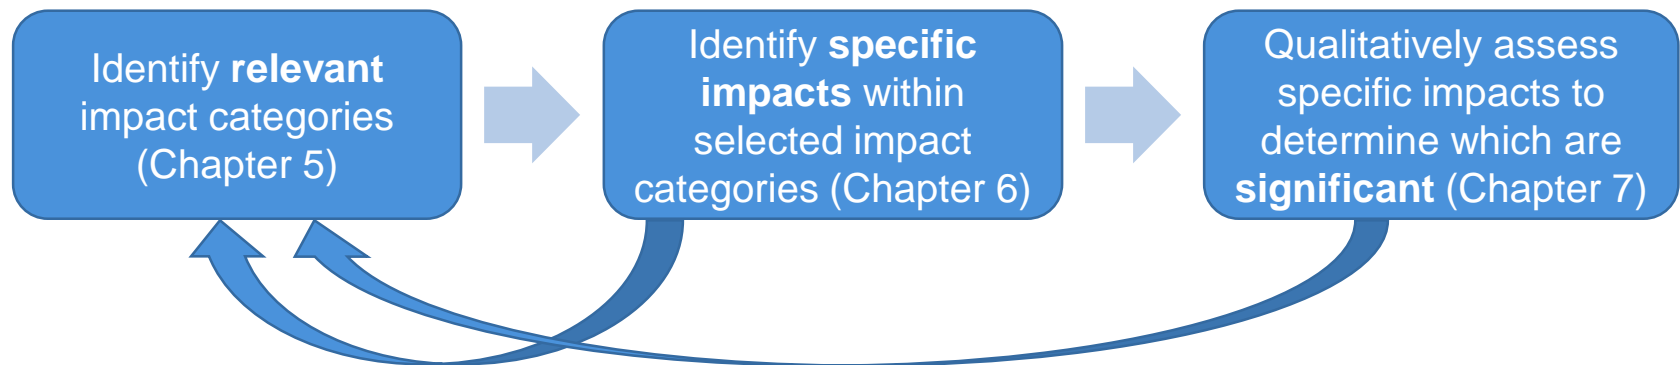 Identify relevant
impact categories
(Chapter 5)
Identify specific
impacts within
selected impact
categories (Chapter 6)
Qualitatively assess
specific impacts to
determine which are
significant (Chapter 7)